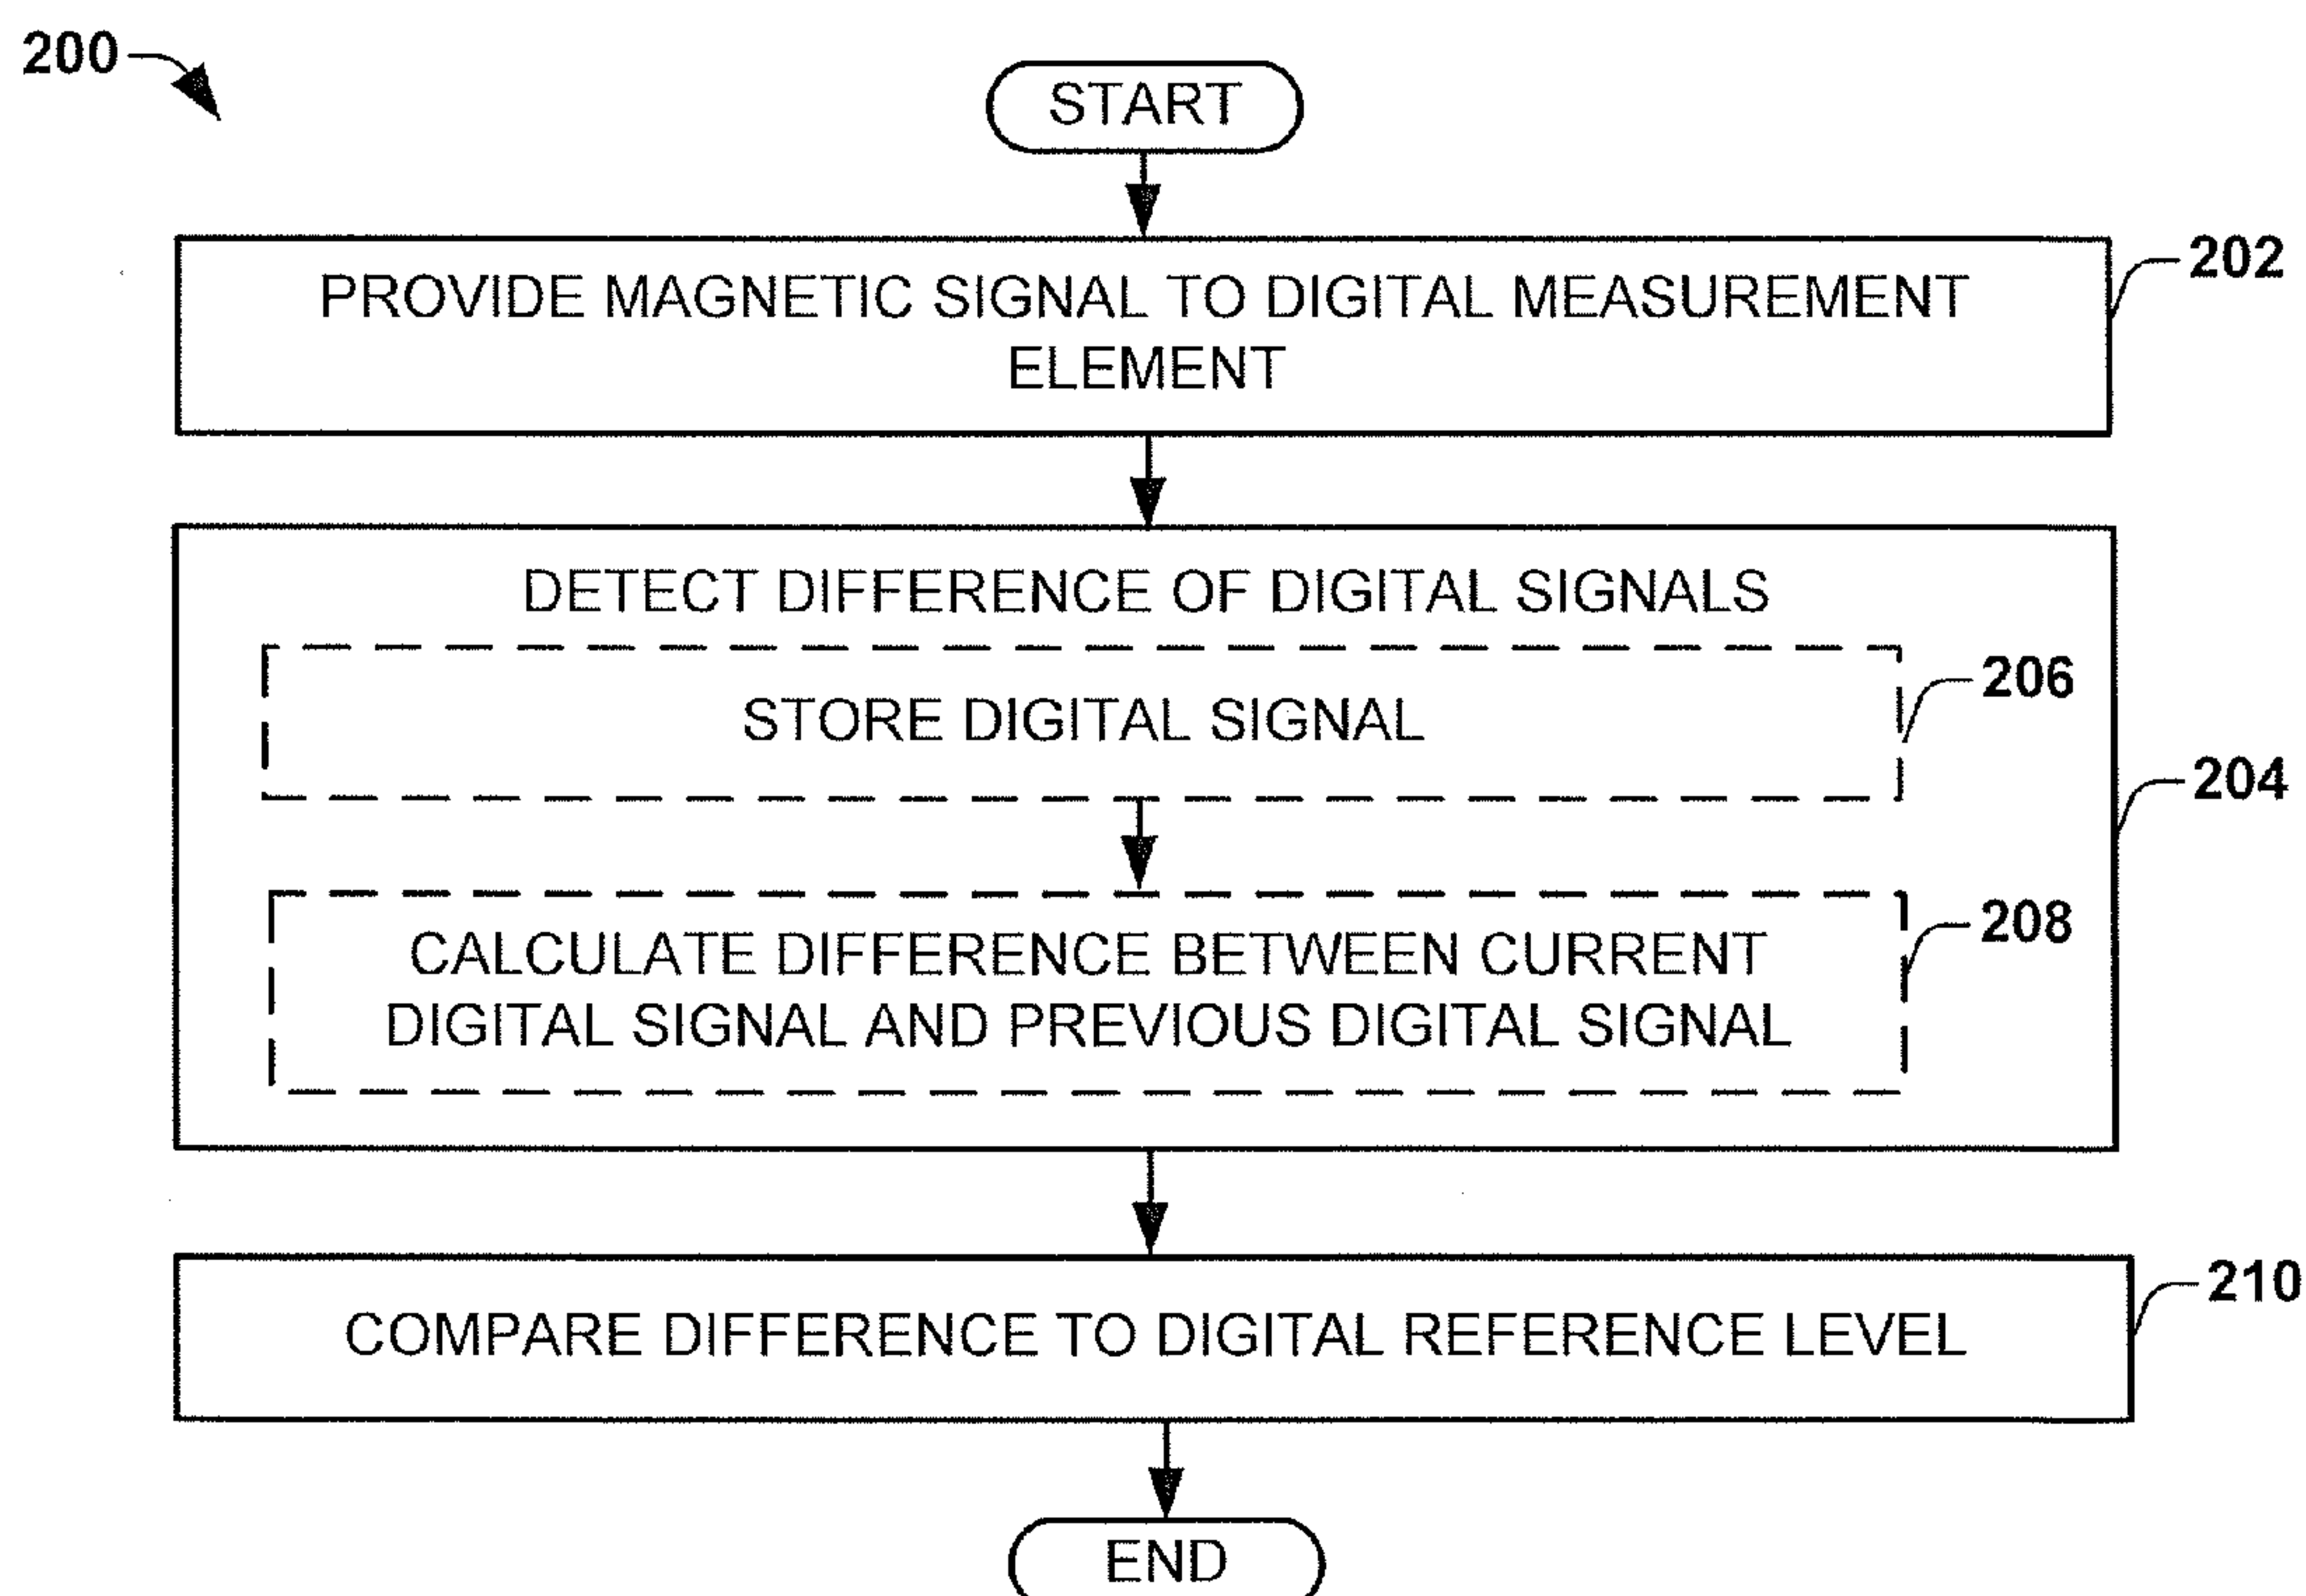 200
START
PROVIDE MAGNETIC SIGNAL TO DIGITAL MEASUREMENT
ELEMENT
202
DETECT DIFFERENCE OF DIGITAL SIGNALS
STORE DIGITAL SIGNAL
206
204
CALCULATE DIFFERENCE BETWEEN CURRENT
DIGITAL SIGNAL AND PREVIOUS DIGITAL SIGNAL
208
COMPARE DIFFERENCE TO DIGITAL REFERENCE LEVEL
210
END